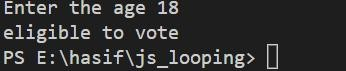 Enter the age 18
eligible to vote
PS E:\hasif\js_looping>